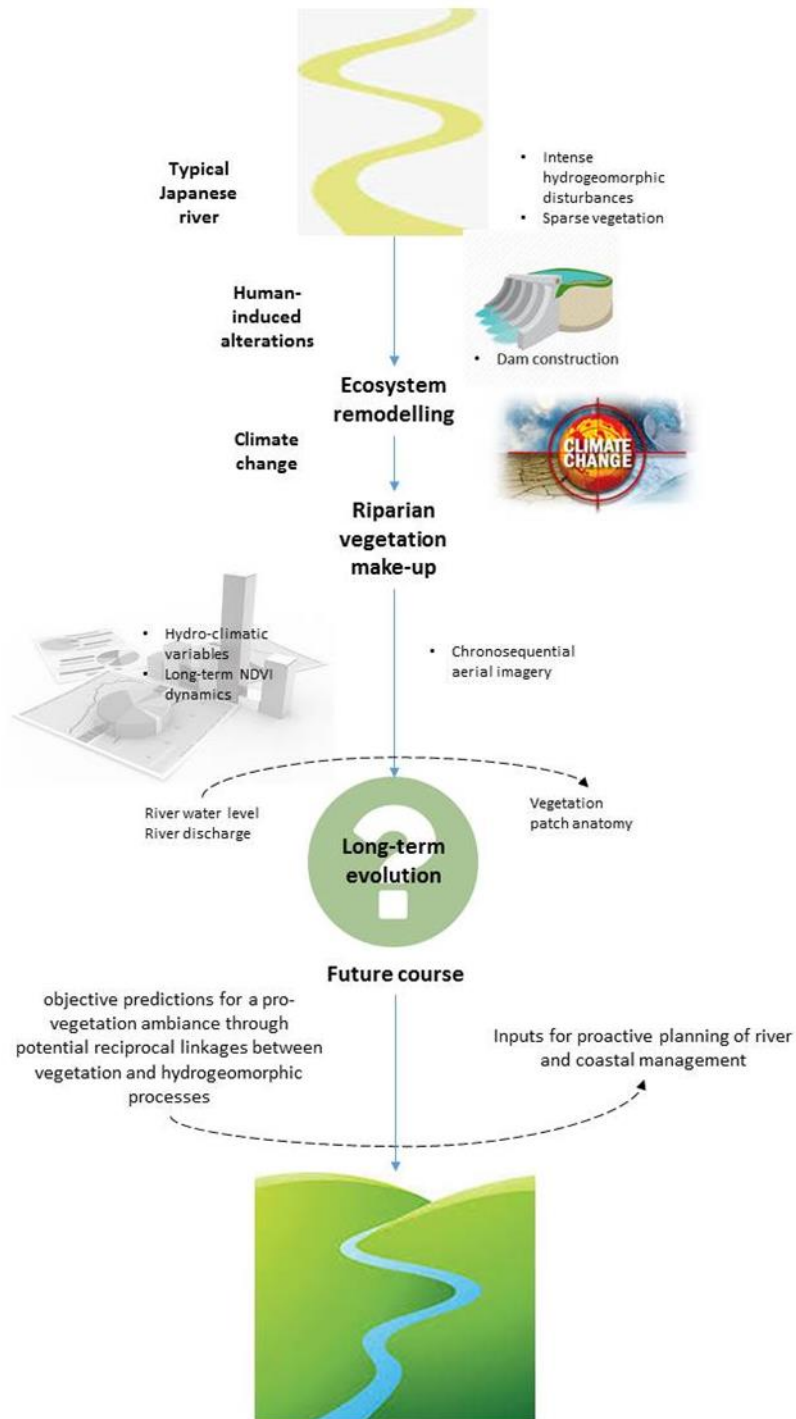 Typical
Japanese
river
• Intense
hydrogeomorphic
disturbances
• Sparse vegetation
Human-
induced
alterations
• Dam construction
Ecosystem
remodelling
Climate
change
CLIMATE
CHANGE
Riparian
vegetation
make-up
• Hydro-climatic
variables
• Long-term NDVI
dynamics
• Chronosequential
aerial imagery
River water level
River discharge
Vegetation
patch anatomy
?
Long-term
evolution
Future course
objective predictions for a pro-
vegetation ambiance through
potential reciprocal linkages between
vegetation and hydrogeomorphic
processes
Inputs for proactive planning of river
and coastal management